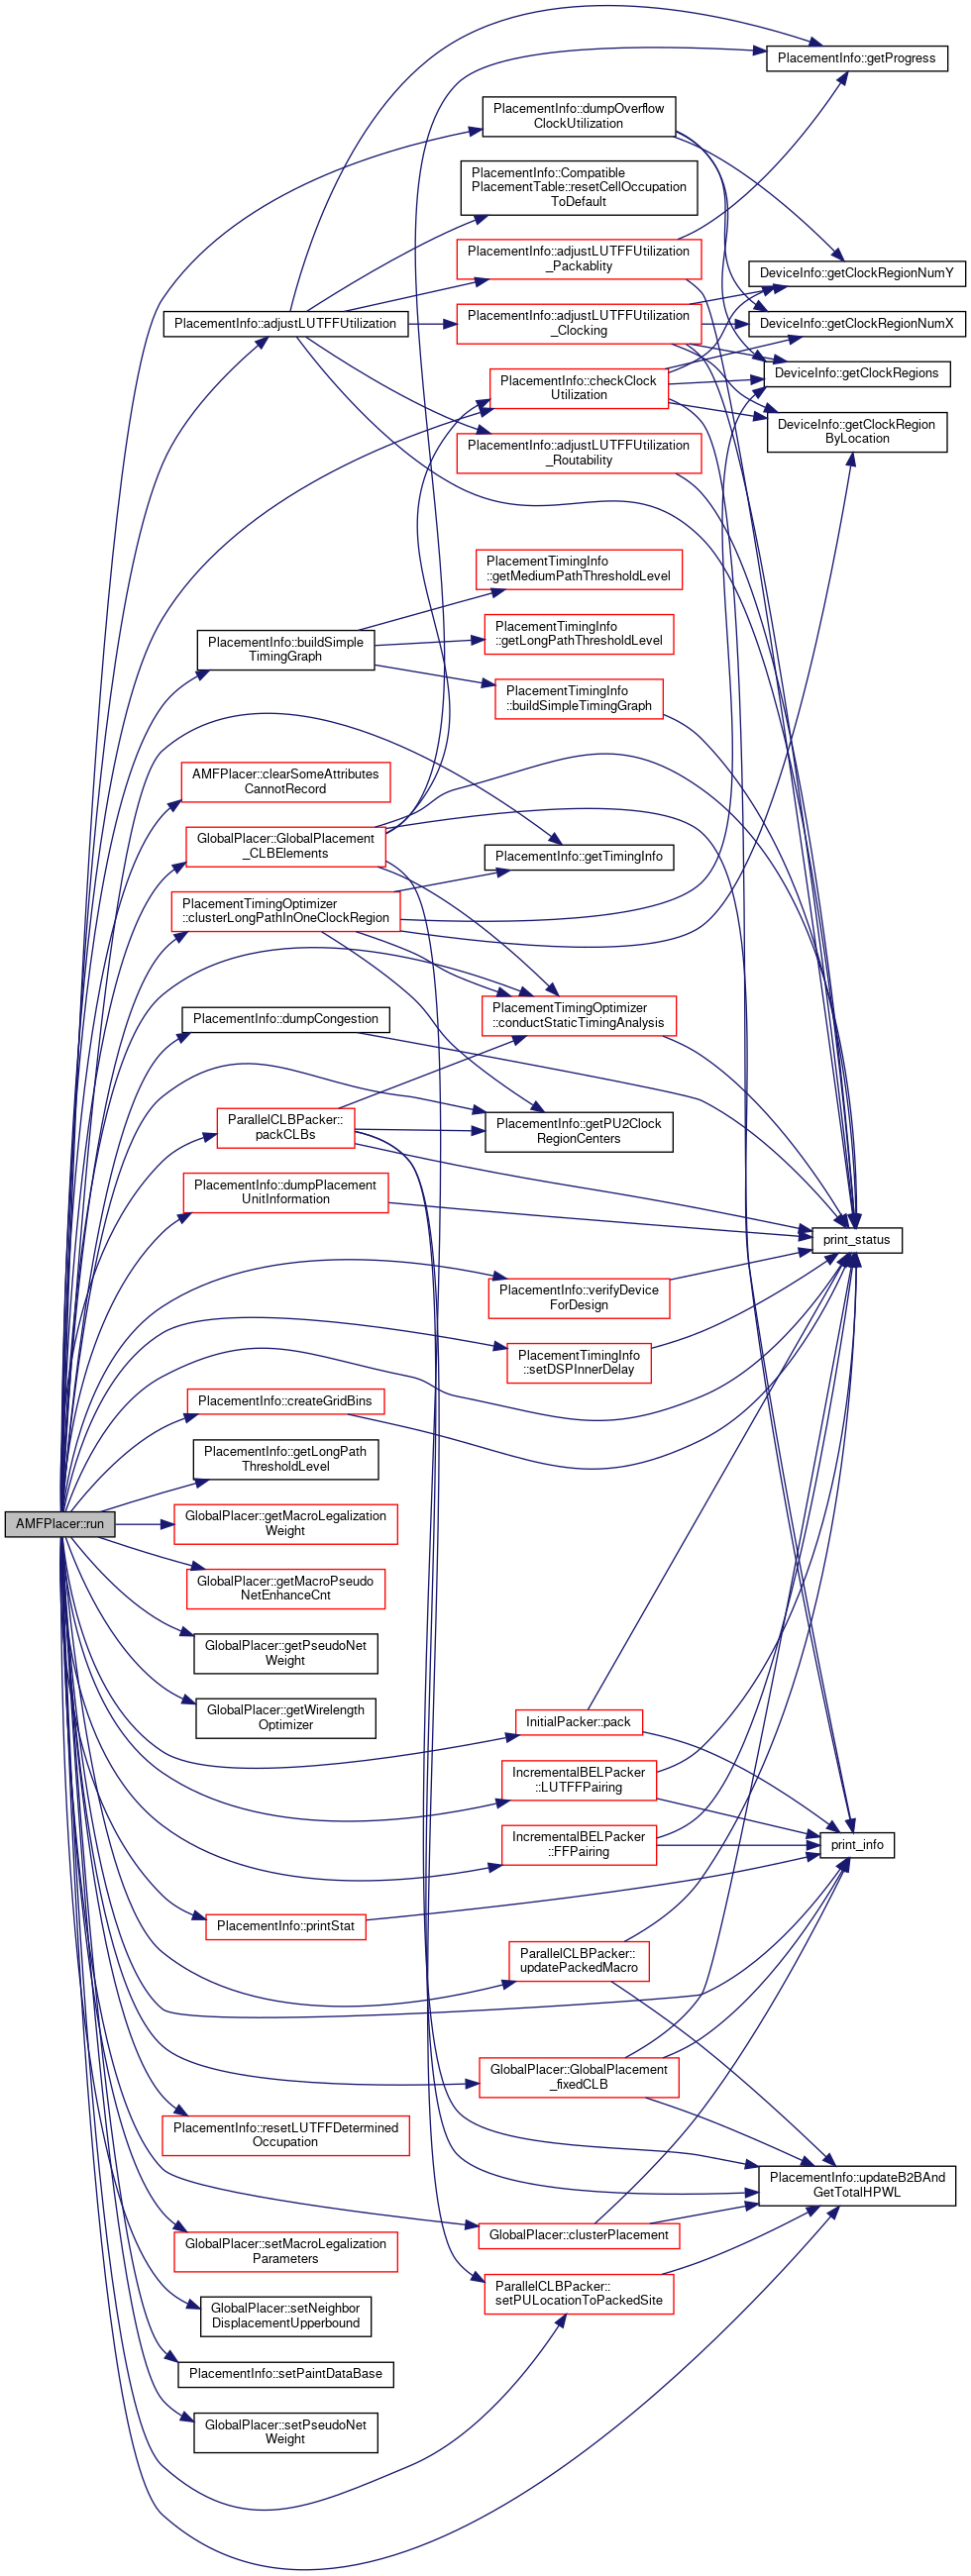 PlacementInfo::getProgress
PlacementInfo::dumpOverflow
ClockUtilization
PlacementInfo::Compatible
PlacementTable::resetCellOccupation
ToDefault
PlacementInfo::adjustLUTFFUtilization
_Packablity
DeviceInfo::getClockRegionNumY
PlacementInfo::adjustLUTFFUtilization
PlacementInfo::adjustLUTFFUtilization
_Clocking
DeviceInfo::getClockRegionNumX
PlacementInfo::checkClock
Utilization
DeviceInfo::getClockRegions
DeviceInfo::getClockRegion
ByLocation
PlacementInfo::adjustLUTFFUtilization
_Routability
PlacementTimingInfo
::getMediumPathThresholdLevel
PlacementTimingInfo
::getLongPathThresholdLevel
PlacementInfo::buildSimple
TimingGraph
PlacementTimingInfo
::buildSimpleTimingGraph
AMFPlacer::clearSomeAttributes
CannotRecord
GlobalPlacer::GlobalPlacement
_CLBElements
PlacementInfo::getTimingInfo
PlacementTimingOptimizer
::clusterLongPathInOneClockRegion
PlacementTimingOptimizer
::conductStaticTimingAnalysis
PlacementInfo::dumpCongestion
ParallelCLBPacker::
packCLBs
PlacementInfo::getPU2Clock
RegionCenters
PlacementInfo::dumpPlacement
UnitInformation
print_status
PlacementInfo::verifyDevice
ForDesign
PlacementTimingInfo
::setDSPInnerDelay
PlacementInfo::createGridBins
PlacementInfo::getLongPath
ThresholdLevel
AMFPlacer::run
GlobalPlacer::getMacroLegalization
Weight
GlobalPlacer::getMacroPseudo
NetEnhanceCnt
GlobalPlacer::getPseudoNet
Weight
GlobalPlacer::getWirelength
Optimizer
InitialPacker::pack
IncrementalBELPacker
::LUTFFPairing
IncrementalBELPacker
::FFPairing
print_info
PlacementInfo::printStat
ParallelCLBPacker::
updatePackedMacro
GlobalPlacer::GlobalPlacement
_fixedCLB
PlacementInfo::resetLUTFFDetermined
Occupation
PlacementInfo::updateB2BAnd
GetTotalHPWL
GlobalPlacer::clusterPlacement
GlobalPlacer::setMacroLegalization
Parameters
ParallelCLBPacker::
setPULocationToPackedSite
GlobalPlacer::setNeighbor
DisplacementUpperbound
PlacementInfo::setPaintDataBase
GlobalPlacer::setPseudoNet
Weight